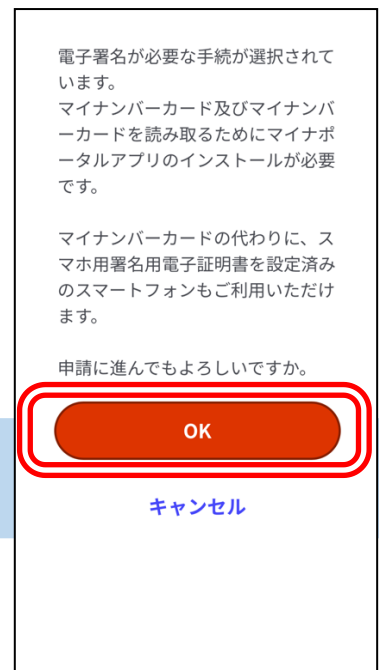 電子署名が必要な手続が選択されて
います。
マイナンバーカード及びマイナンバ
ーカードを読み取るためにマイナポ
ータルアプリのインストールが必要
です。
マイナンバーカードの代わりに、ス
マホ用署名用電子証明書を設定済み
のスマートフォンもご利用いただけ
ます。
申請に進んでもよろしいですか。
OK
キャンセル